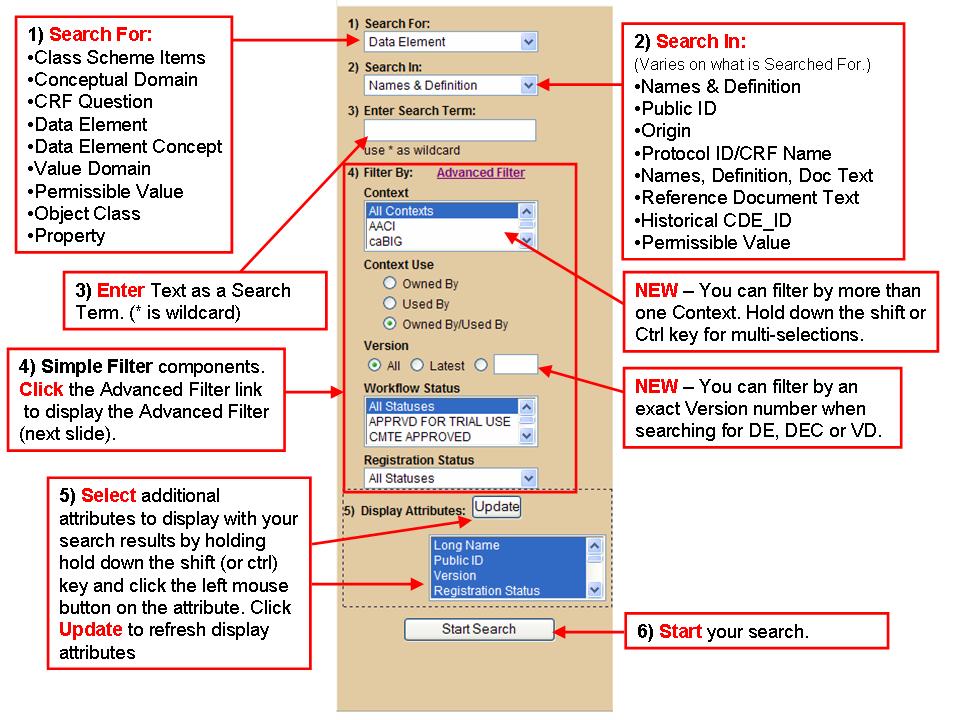 1) Search For:
•Class Scheme Items
•Conceptual Domain
•CRF Question
•Data Element
•Data Element Concept
•Value Domain
•Permissible Value
•Object Class
•Property
3) Enter Text as a Search
Term. (* is wildcard)
4) Simple Filter components.
Click the Advanced Filter link
to display the Advanced Filter
(next slide).
5) Select additional
attributes to display with your
search results by holding
hold down the shift (or ctrl)
key and click the left mouse
button on the attribute. Click
Update to refresh display
attributes
1) Search For:
Data Element
2) Search In:
Names & Definition
3) Enter Search Term:
use * as wildcard
4) Filter By: Advanced Filter
Context
All Contexts
AACI
caBIG
Context Use
Owned By
Used By
Owned By/Used By
Version
All Latest
Workflow Status
All Statuses
APPRVD FOR TRIAL USE
CMTE APPROVED
Registration Status
All Statuses
5) Display Attributes: Update
Long Name
Public ID
Version
Registration Status
Start Search
2) Search In:
(Varies on what is Searched For.)
•Names & Definition
•Public ID
•Origin
•Protocol ID/CRF Name
•Names, Definition, Doc Text
•Reference Document Text
•Historical CDE_ID
•Permissible Value
NEW – You can filter by more than
one Context. Hold down the shift or
Ctrl key for multi-selections.
NEW – You can filter by an
exact Version number when
searching for DE, DEC or VD.
6) Start your search.